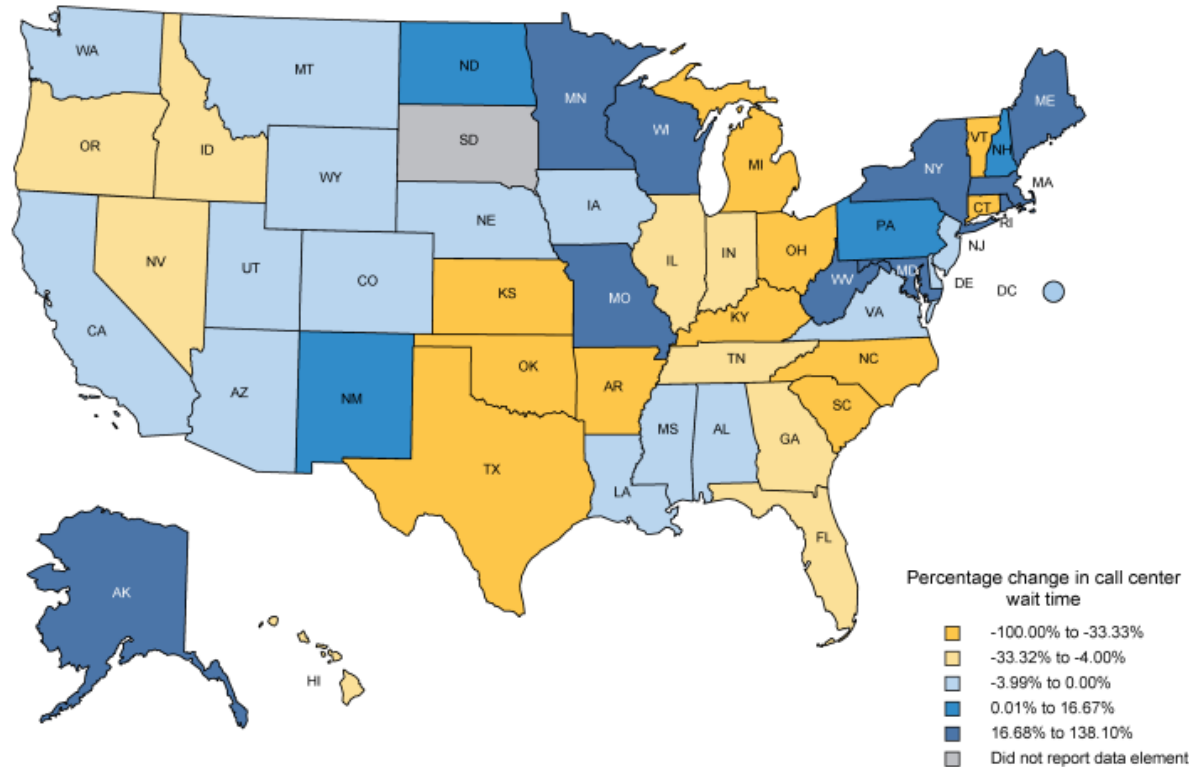 WA
MT
ND
MN
ME
OR
ID
SD
WI
VT
NH
WY
MI
NY
MA
NE
IA
CT
RI
PA
NV
UT
CO
IL
IN
OH
NJ
MD
DE
DC
KS
MO
WV
VA
CA
KY
AZ
NM
OK
AR
TN
NC
SC
MS
AL
GA
TX
LA
FL
AK
HI
Percentage change in call center
wait time
-100.00% to -33.33%
-33.32% to -4.00%
-3.99% to 0.00%
0.01% to 16.67%
16.68% to 138.10%
Did not report data element